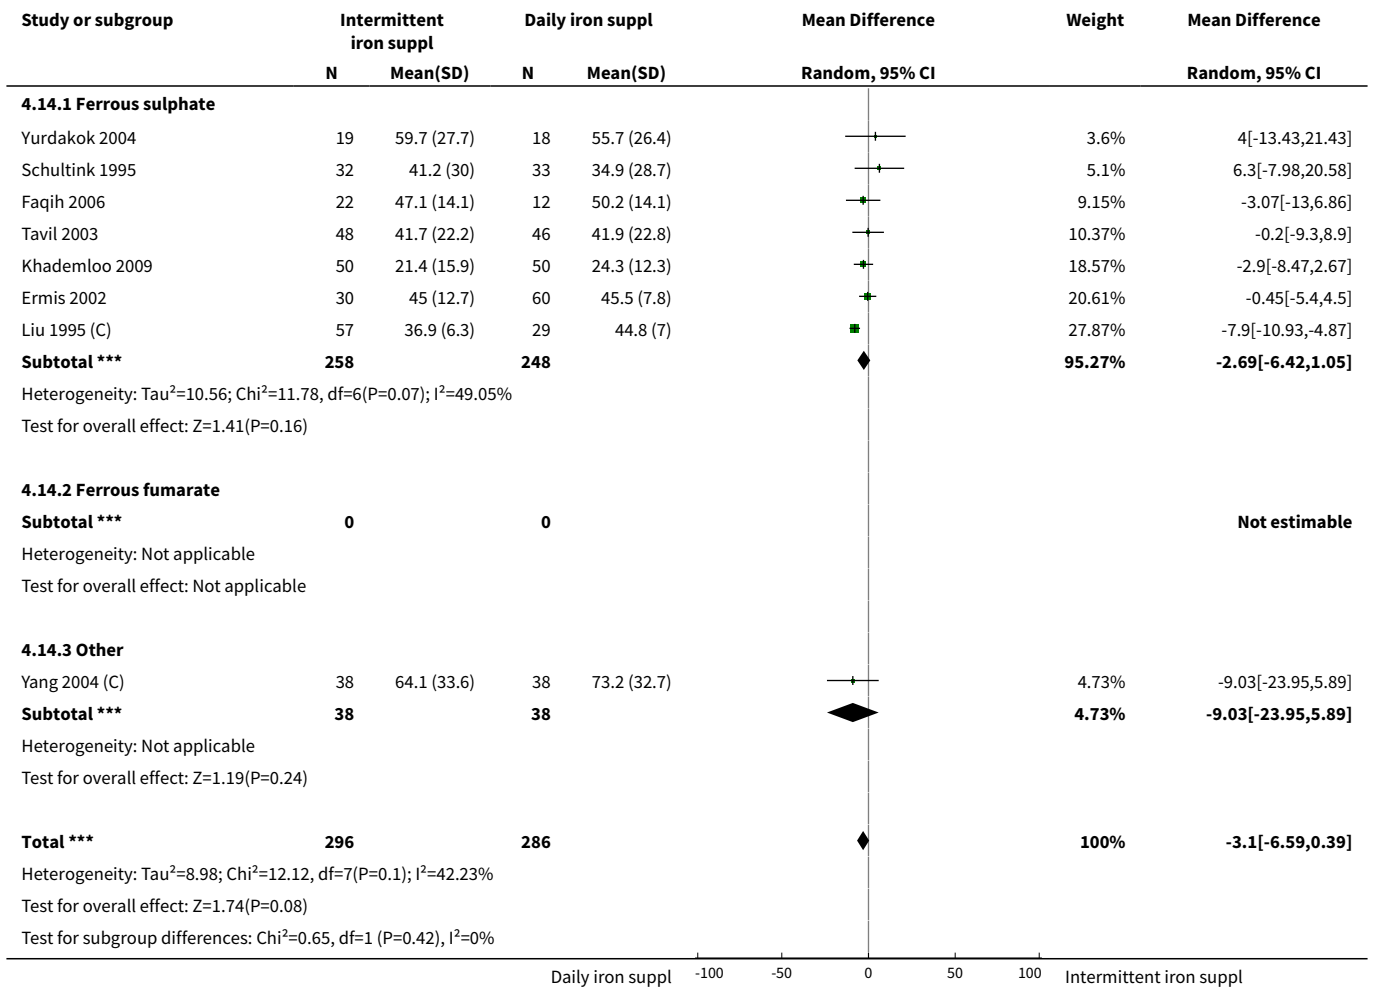 Study or subgroup Intermittent iron suppl Daily iron suppl Mean Difference Weight Mean Difference
N Mean(SD) N Mean(SD) Random, 95% CI Random, 95% CI
4.14.1 Ferrous sulphate
Yurdakok 2004 19 59.7 (27.7) 18 55.7 (26.4) 3.6% 4[-13.43,21.43]
Schultink 1995 32 41.2 (30) 33 34.9 (28.7) 5.1% 6.3[-7.98,20.58]
Faqih 2006 22 47.1 (14.1) 12 50.2 (14.1) 9.15% -3.07[-13,6.86]
Tavil 2003 48 41.7 (22.2) 46 41.9 (22.8) 10.37% -0.2[-9.3,8.9]
Khademloo 2009 50 21.4 (15.9) 50 24.3 (12.3) 18.57% -2.9[-8.47,2.67]
Ermis 2002 30 45 (12.7) 60 45.5 (7.8) 20.61% -0.45[-5.4,4.5]
Liu 1995 (C) 57 36.9 (6.3) 29 44.8 (7) 27.87% -7.9[-10.93,-4.87]
Subtotal *** 258 248 95.27% -2.69[-6.42,1.05]
Heterogeneity: Tau²=10.56; Chi²=11.78, df=6(P=0.07); I²=49.05%
Test for overall effect: Z=1.41(P=0.16)
4.14.2 Ferrous fumarate
Subtotal *** 0 0 Not estimable
Heterogeneity: Not applicable
Test for overall effect: Not applicable
4.14.3 Other
Yang 2004 (C) 38 64.1 (33.6) 38 73.2 (32.7) 4.73% -9.03[-23.95,5.89]
Subtotal *** 38 38 4.73% -9.03[-23.95,5.89]
Heterogeneity: Not applicable
Test for overall effect: Z=1.19(P=0.24)
Total *** 296 286 100% -3.1[-6.59,0.39]
Heterogeneity: Tau²=8.98; Chi²=12.12, df=7(P=0.1); I²=42.23%
Test for overall effect: Z=1.74(P=0.08)
Test for subgroup differences: Chi²=0.65, df=1 (P=0.42), I²=0%
Daily iron suppl -100 -50 0 50 100 Intermittent iron suppl